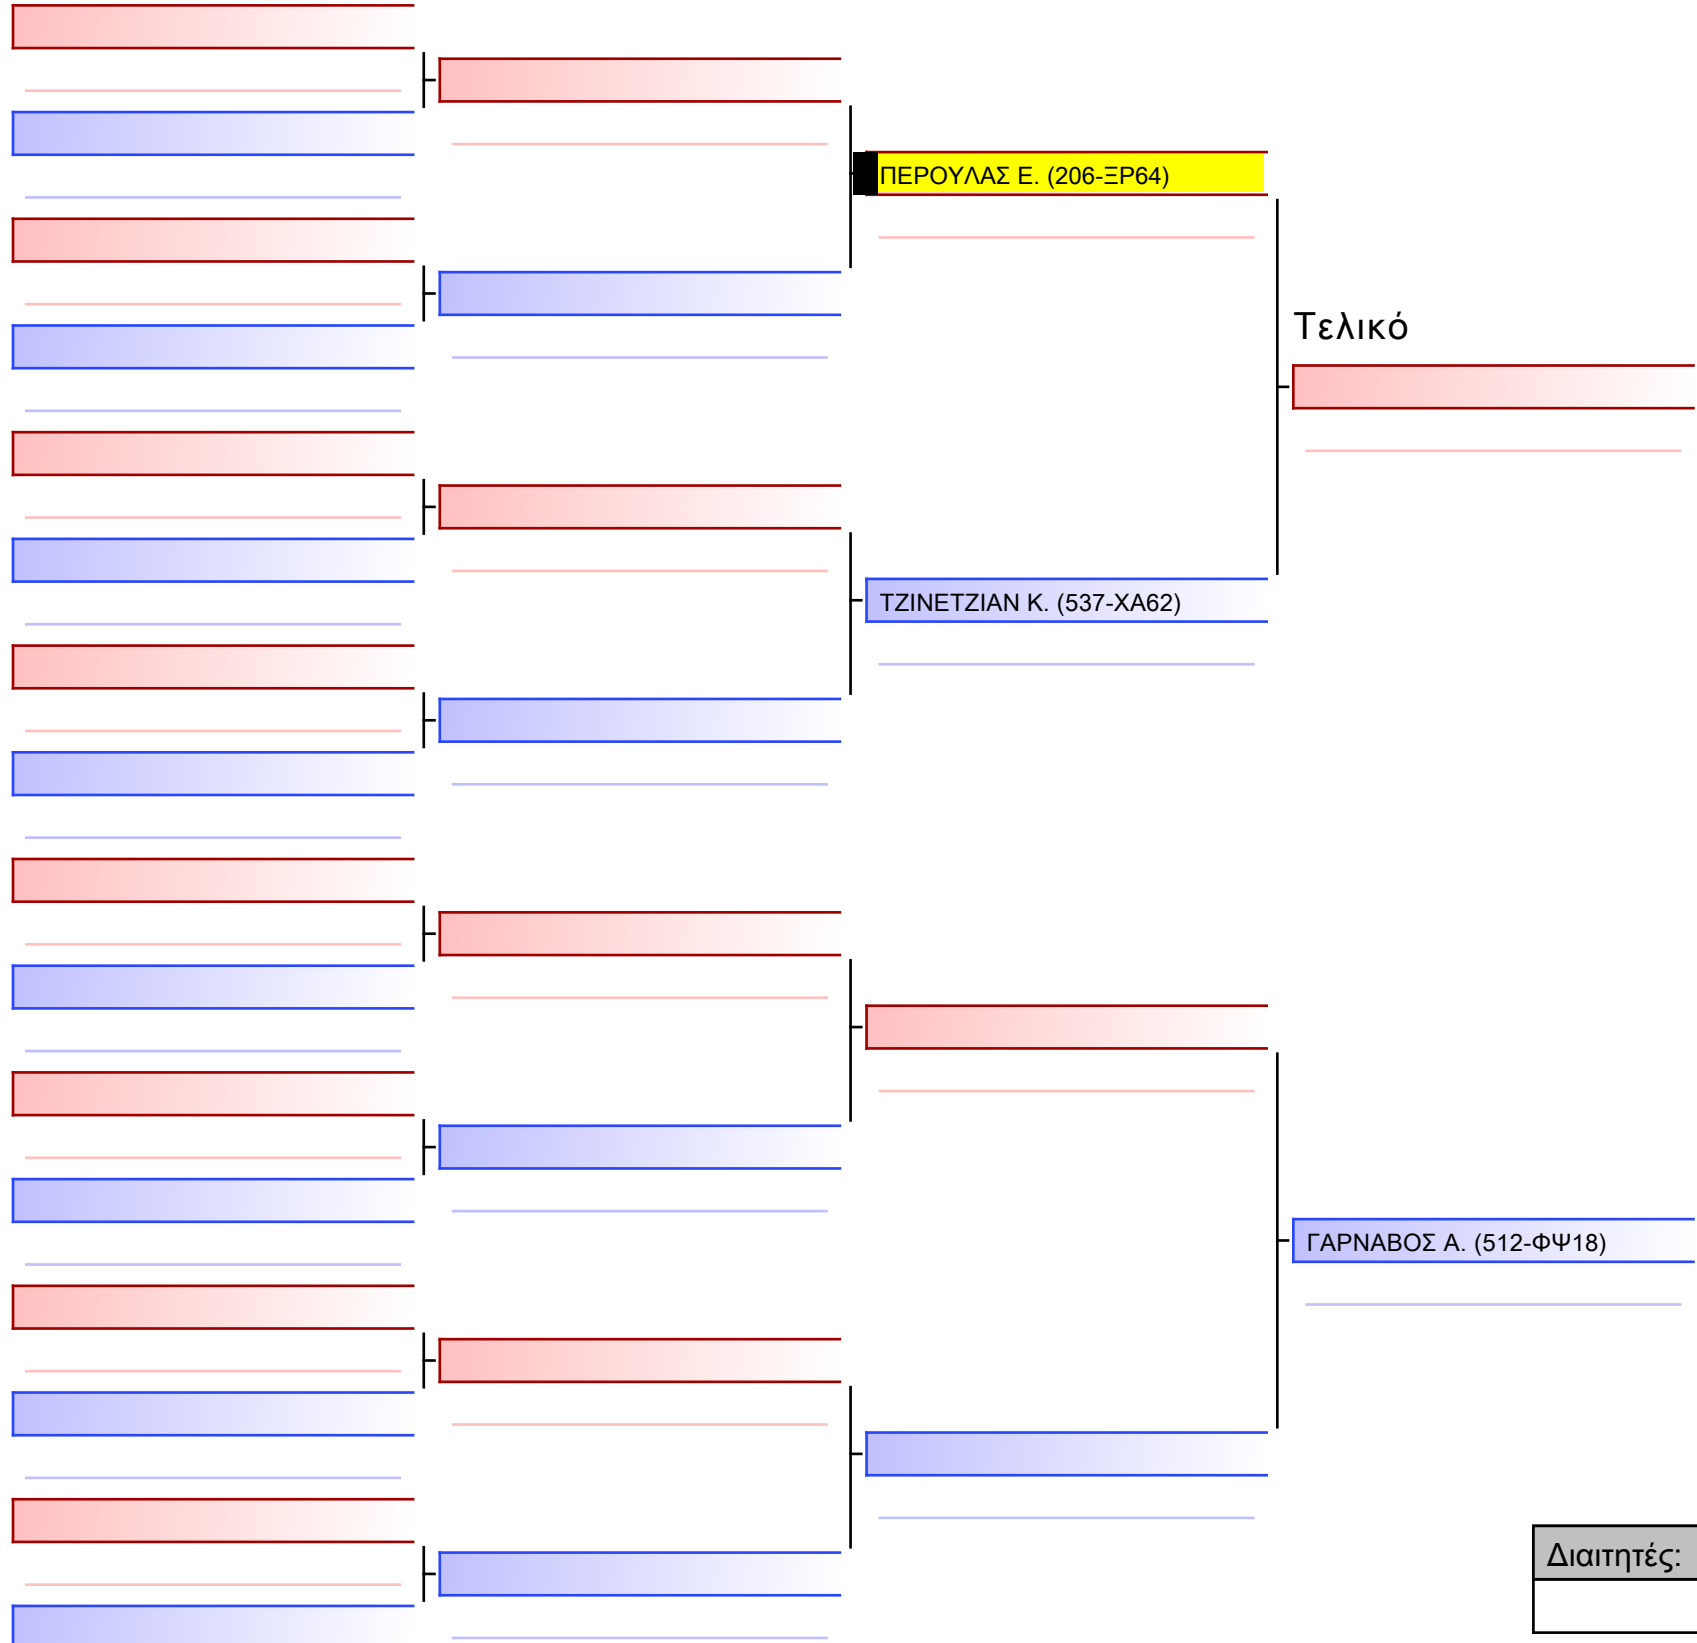 ΠΕΡΟΥΛΑΣ Ε. (206-ΞΡ64)
Τελικό
ΤΖΙΝΕΤΖΙΑΝ Κ. (537-ΧΑ62)
ΓΑΡΝΑΒΟΣ Α. (512-ΦΨ18)
Διαιτητές: